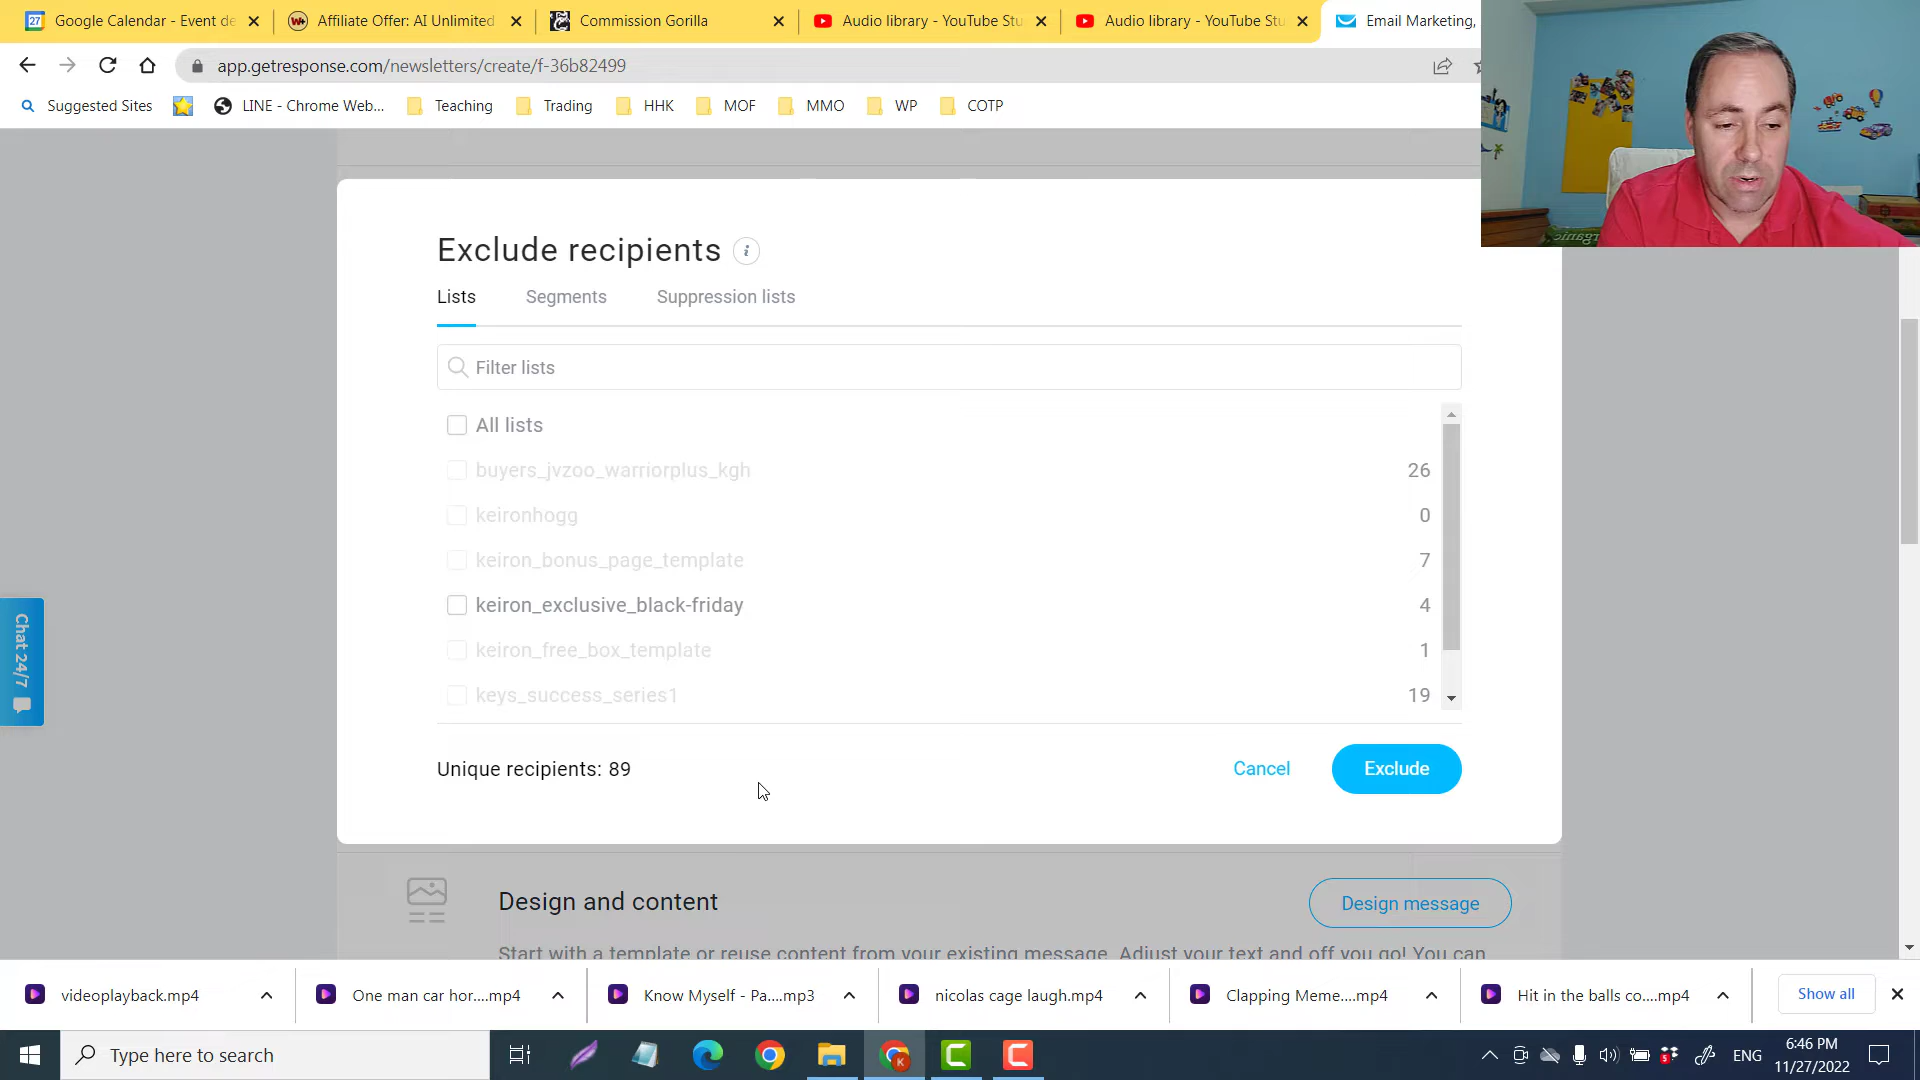 Google Calendar - Event de
Affiliate Offer: AI Unlimited
Commission Gorilla
Audio library - YouTube Stu
Audio library - YouTube Stu
Email Marketing,
app.getresponse.com/newsletters/create/f-36b82499
Suggested Sites
LINE - Chrome Web...
Teaching
Trading
HHK
MOF
MMO
WP
COTP
Exclude recipients
Lists
Segments
Suppression lists
Filter lists
All lists
buyers_jvzoo_warriorplus_kgh 26
keironhogg 0
keiron_bonus_page_template 7
keiron_exclusive_black-friday 4
keiron_free_box_template 1
keys_success_series1 19
Unique recipients: 89
Cancel
Exclude
Chat 24/7
Design and content
Design message
Start with a template or reuse content from your existing message. Adjust your text and off you go! You can
videoplayback.mp4
One man car hor....mp4
Know Myself - Pa....mp3
nicolas cage laugh.mp4
Clapping Meme....mp4
Hit in the balls co....mp4
Show all
Type here to search
ENG
6:46 PM
11/27/2022